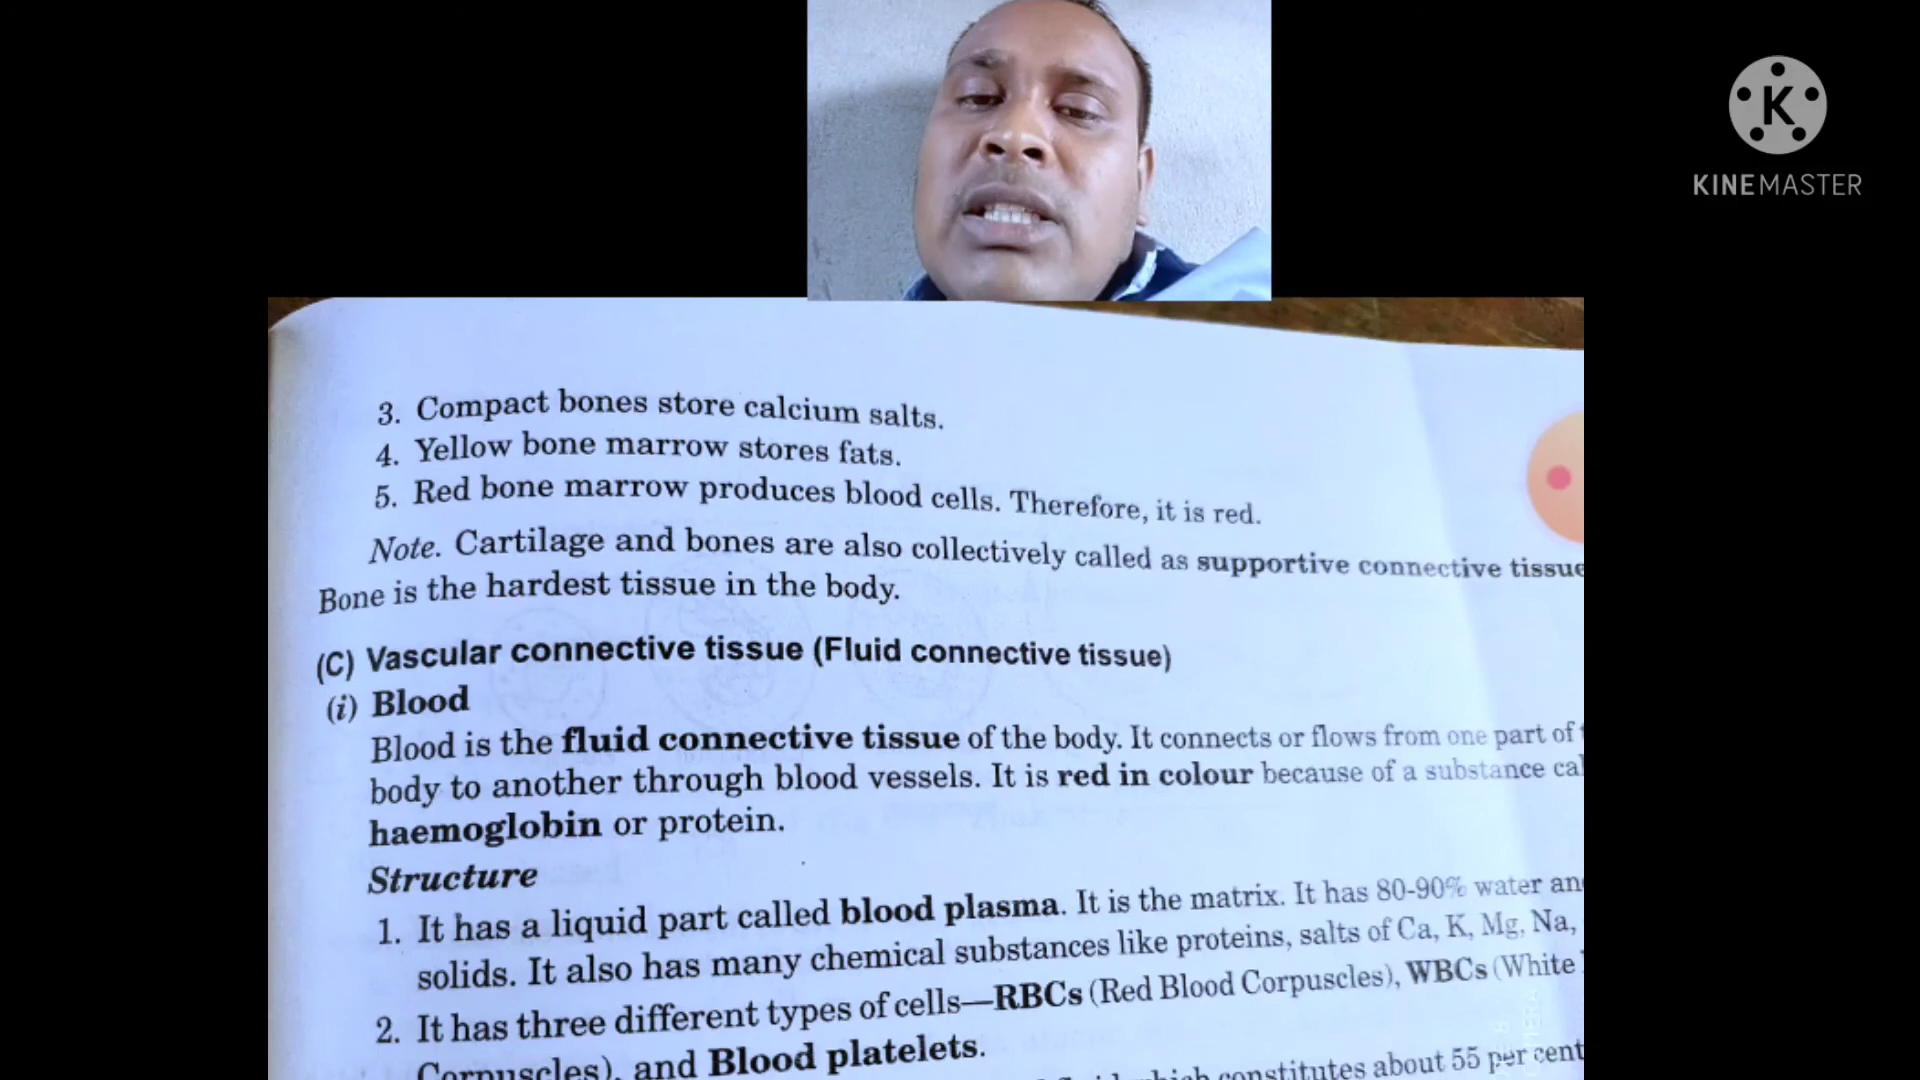 K
KINEMASTER
3. Compact bones store calcium salts.
4. Yellow bone marrow stores fats.
5. Red bone marrow produces blood cells. Therefore, it is red.
Note. Cartilage and bones are also collectively called as supportive connective tissue
Bone is the hardest tissue in the body.
(C) Vascular connective tissue (Fluid connective tissue)
(i) Blood
Blood is the fluid connective tissue of the body. It connects or flows from one part of
body to another through blood vessels. It is red in colour because of a substance
haemoglobin or protein.
Structure
1. It has a liquid part called blood plasma. It is the matrix. It has 80-90% water
solids. It also has many chemical substances like proteins, salts of Ca, K, Mg, Na,
2. It has three different types of cells—RBCs (Red Blood Corpuscles), WBCs (White
Corpuscles), and Blood platelets.
which constitutes about 55 per cent